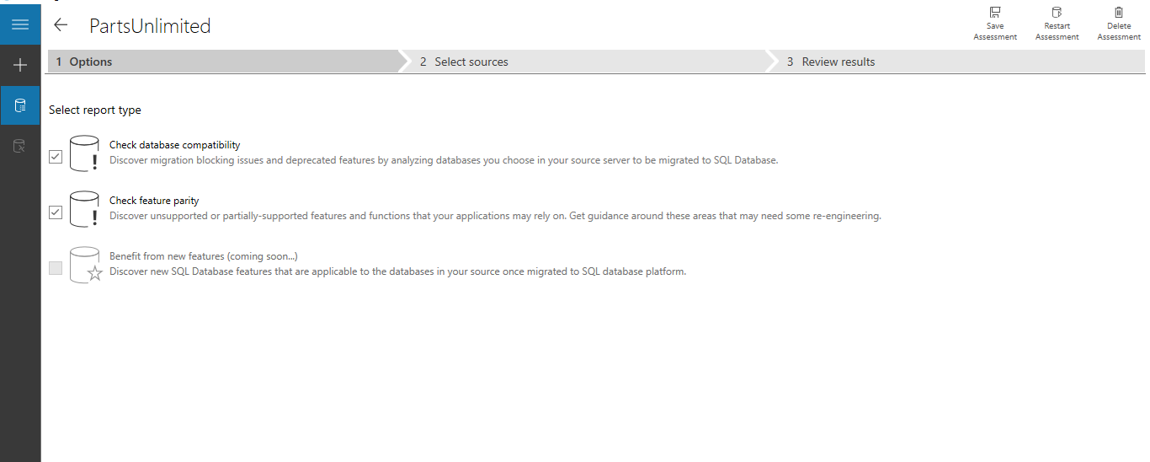 PartsUnlimited
Save Assessment
Restart Assessment
Delete Assessment
1 Options
2 Select sources
3 Review results
Select report type
Check database compatibility
Discover migration blocking issues and deprecated features by analyzing databases you choose in your source server to be migrated to SQL Database.
Check feature parity
Discover unsupported or partially-supported features and functions that your applications may rely on. Get guidance around these areas that may need some re-engineering.
Benefit from new features (coming soon...)
Discover new SQL Database features that are applicable to the databases in your source once migrated to SQL database platform.